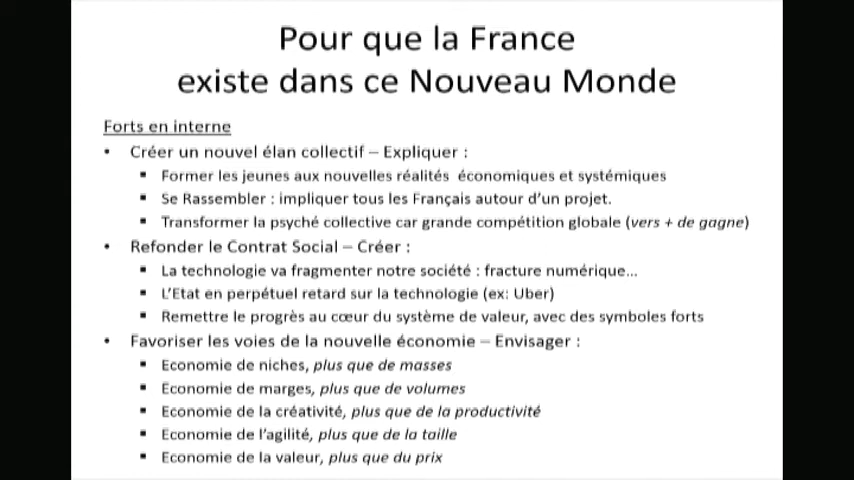 Pour que la France
existe dans ce Nouveau Monde
Forts en interne
• Créer un nouvel élan collectif – Expliquer :
▪ Former les jeunes aux nouvelles réalités économiques et systémiques
▪ Se Rassembler : impliquer tous les Français autour d'un projet.
▪ Transformer la psyché collective car grande compétition globale (vers + de gagne)
• Refonder le Contrat Social – Créer :
▪ La technologie va fragmenter notre société : fracture numérique...
▪ L'Etat en perpétuel retard sur la technologie (ex: Uber)
▪ Remettre le progrès au cœur du système de valeur, avec des symboles forts
• Favoriser les voies de la nouvelle économie – Envisager :
▪ Economie de niches, plus que de masses
▪ Economie de marges, plus que de volumes
▪ Economie de la créativité, plus que de la productivité
▪ Economie de l'agilité, plus que de la taille
▪ Economie de la valeur, plus que du prix